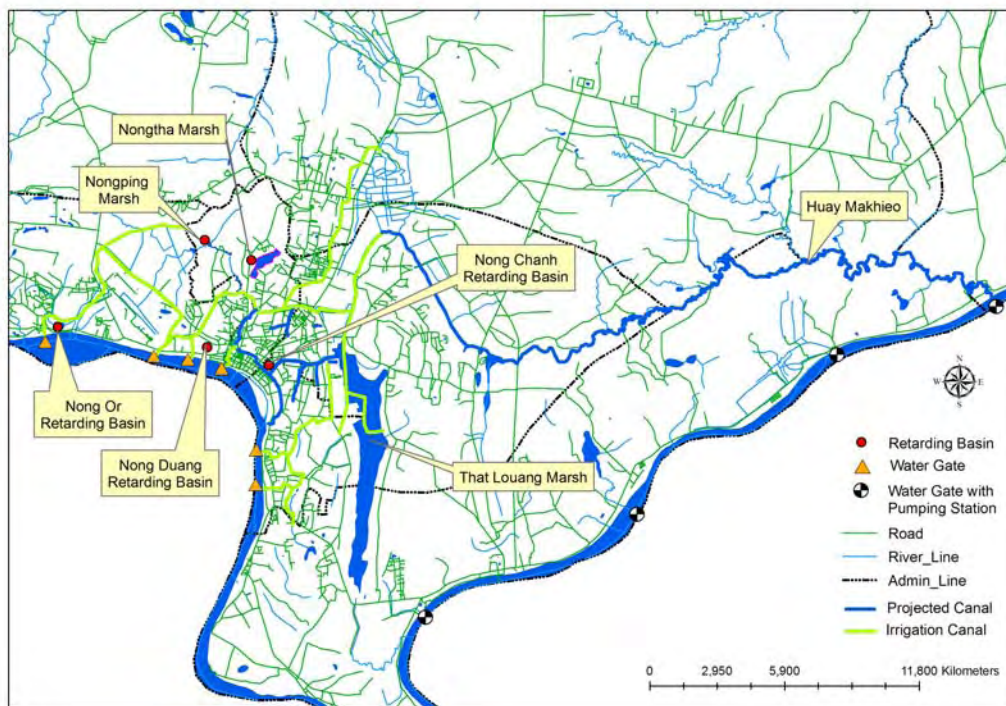 Nongtha Marsh
Nongping
Marsh
Huay Makhieo
Nong Chanh
Retarding Basin
Nong Or
Retarding Basin
Nong Duang
Retarding Basin
That Louang Marsh
N
W E
S
Retarding Basin
Water Gate
Water Gate with
Pumping Station
Road
River_Line
Admin_Line
Projected Canal
Irrigation Canal
0 2,950 5,900 11,800 Kilometers